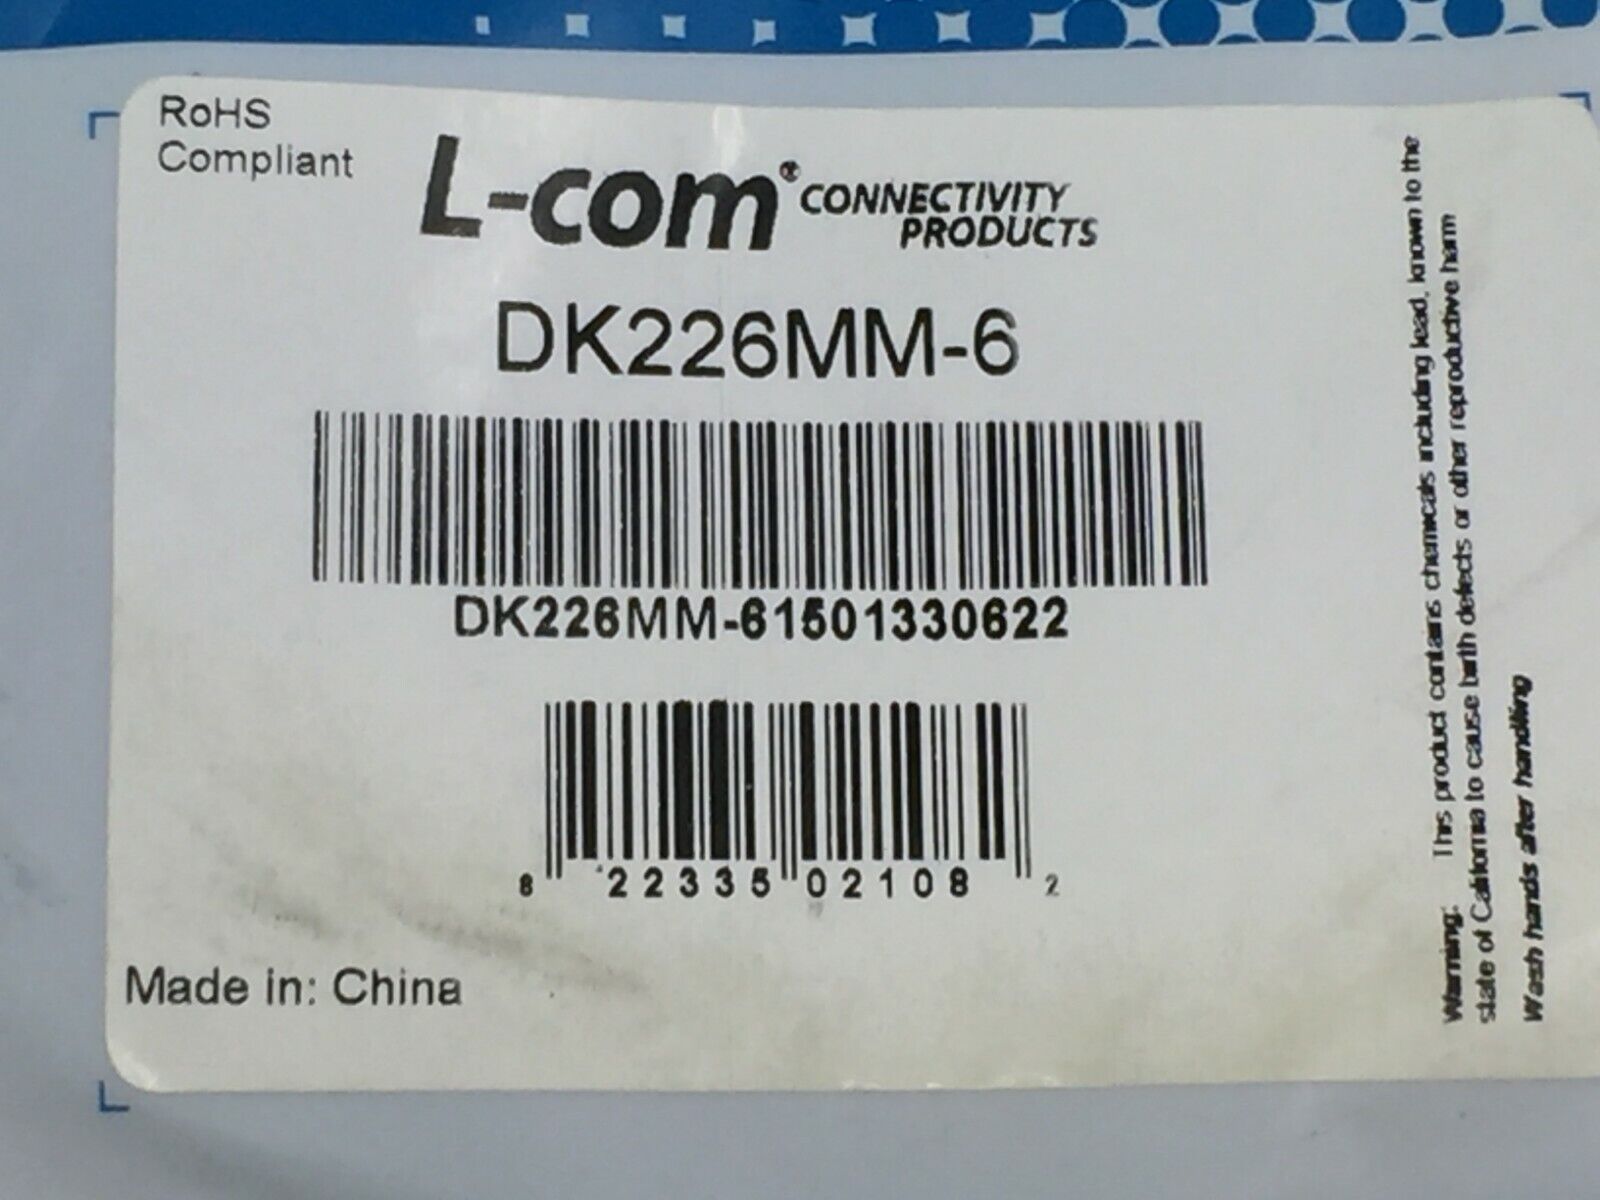 RoHS
Compliant
L-com® CONNECTIVITY
PRODUCTS
DK226MM-6
DK226MM-61501330622
8 22335 02108 2
Made in: China
Warning: This product contains chemicals including lead, known to the
state of California to cause birth defects or other reproductive harm
Wash hands after handling